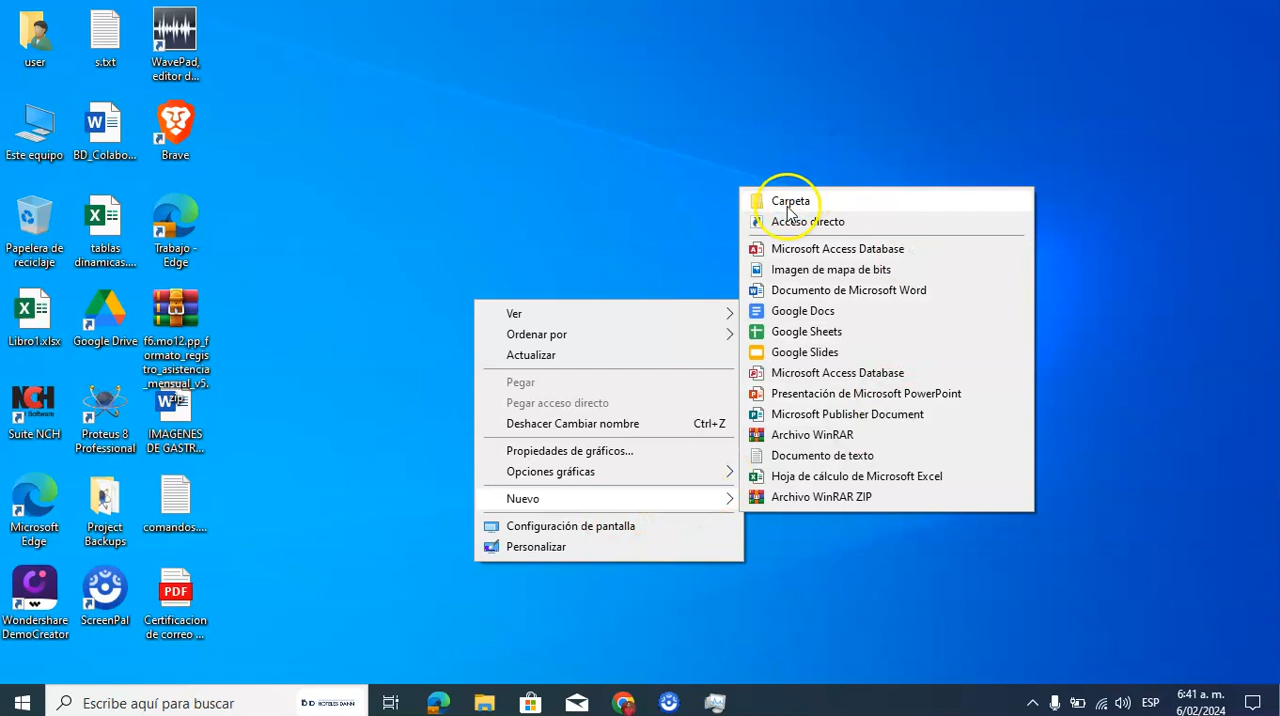 user
s.txt
WavePad,
editor d...
Este equipo
BD_Colabo...
Brave
Papelera de
reciclaje
tablas
dinamicas....
Trabajo -
Edge
Libro1.xlsx
Google Drive
f6.mo12.pp_f
ormato_regis
tro_asistencia
_mensual_v5.
zip
NCH
Software
Suite NCH
Proteus 8
Professional
IMAGENES
DE GASTR...
Microsoft
Edge
Project
Backups
comandos....
Wondershare
DemoCreator
ScreenPal
PDF
Certificacion
de correo ...
Ver
Ordenar por
Actualizar
Pegar
Pegar acceso directo
Deshacer Cambiar nombre Ctrl+Z
Propiedades de gráficos...
Opciones gráficas
Nuevo
Configuración de pantalla
Personalizar
Carpeta
Acceso directo
Microsoft Access Database
Imagen de mapa de bits
Documento de Microsoft Word
Google Docs
Google Sheets
Google Slides
Microsoft Access Database
Presentación de Microsoft PowerPoint
Microsoft Publisher Document
Archivo WinRAR
Documento de texto
Hoja de cálculo de Microsoft Excel
Archivo WinRAR ZIP
Escribe aquí para buscar
HOTELES DANN
ESP
6:41 a. m.
6/02/2024